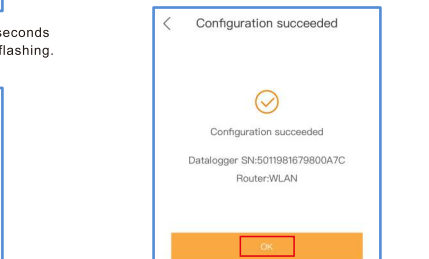 seconds
flashing.
Configuration succeeded
Configuration succeeded
Datalogger SN:5011981679800A7C
Router:WLAN
OK